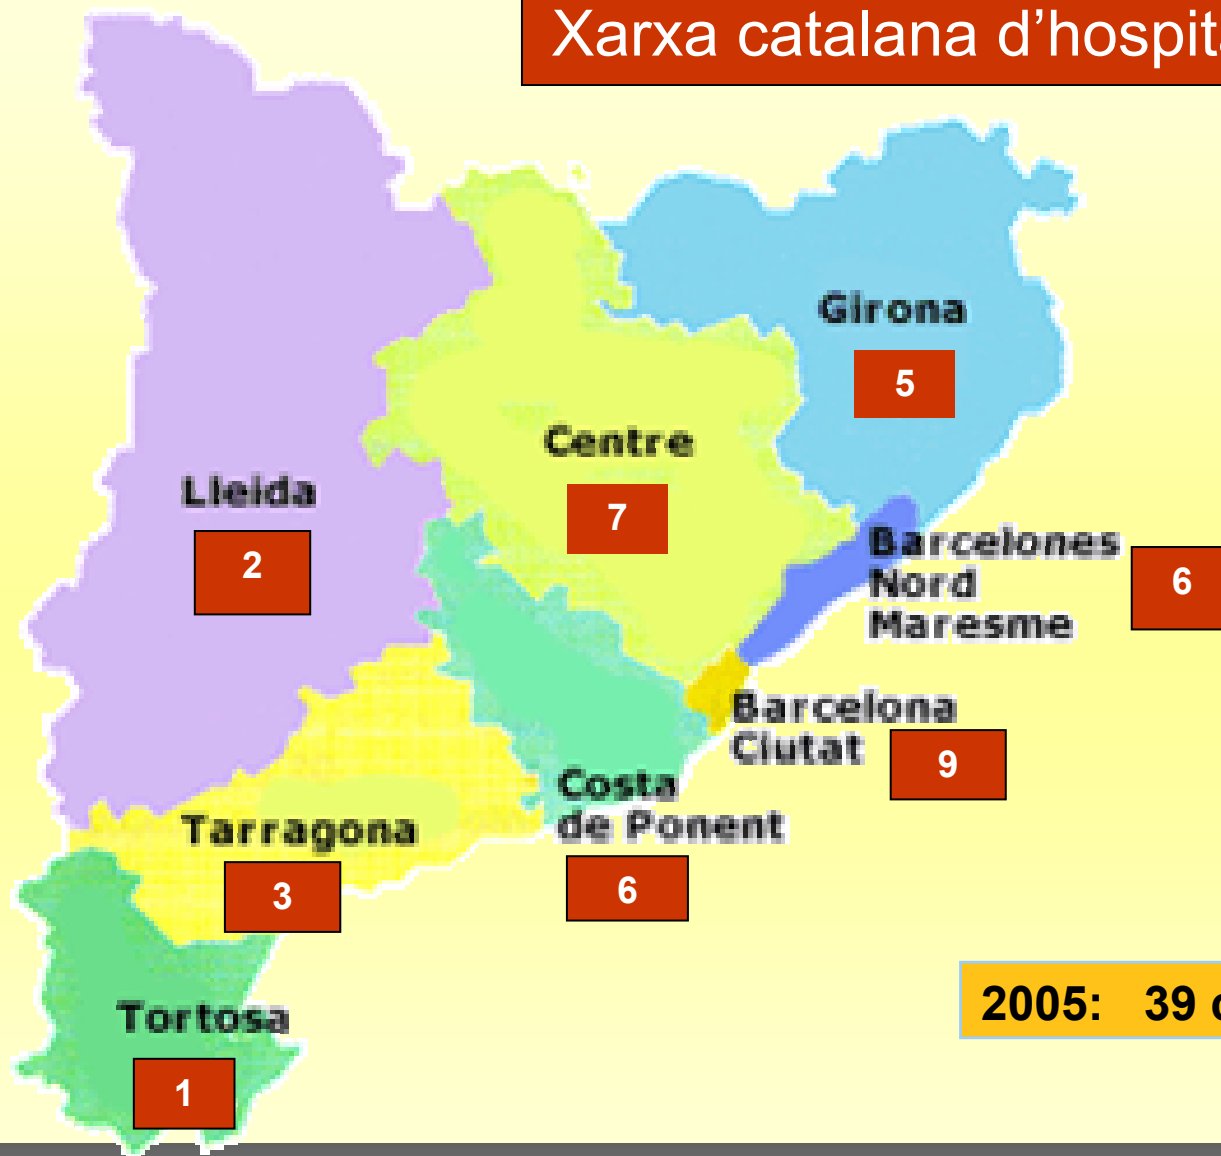 Xarxa catalana d’hospit
Girona
5
Centre
7
Lleida
2
Barcelones
Nord
Maresme
6
Barcelona
Ciutat
9
Costa
de Ponent
6
Tarragona
3
2005: 39
Tortosa
1